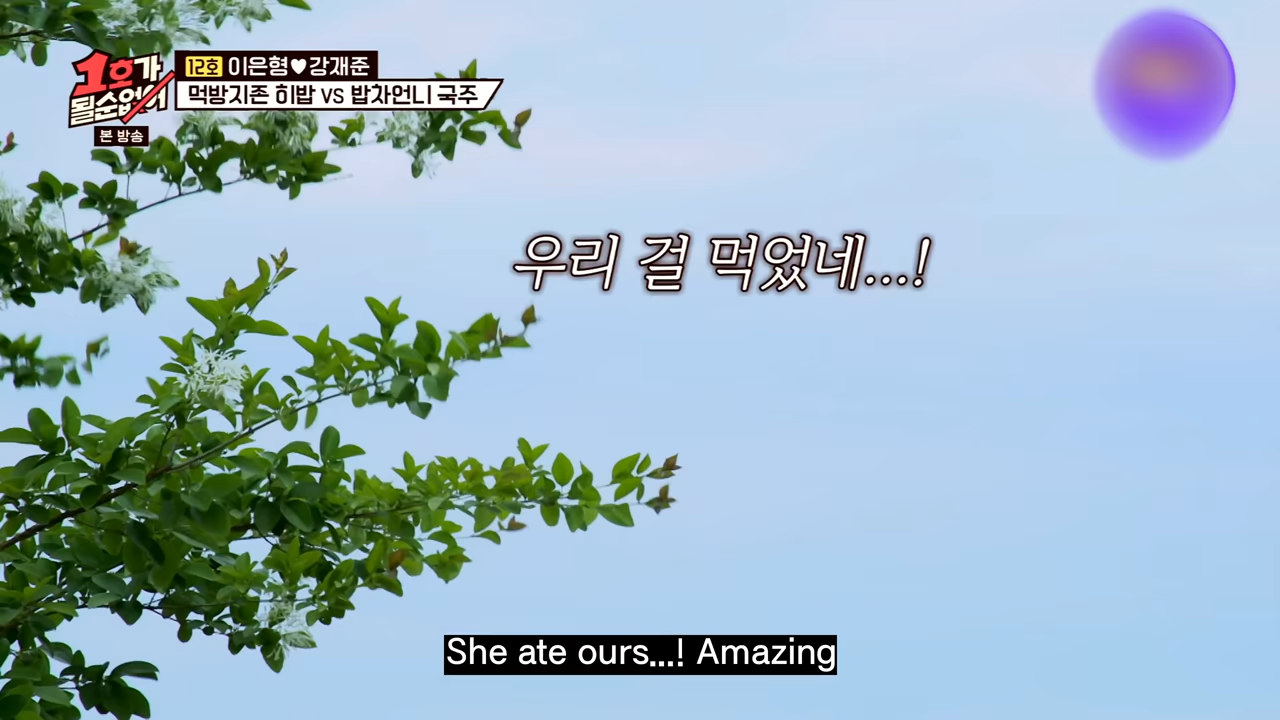 1호가
될순없어
본 방송
12호 이은형♥강재준
먹방지존 히밥 VS 밥차언니 국주
우리 걸 먹었네...!
She ate ours...! Amazing